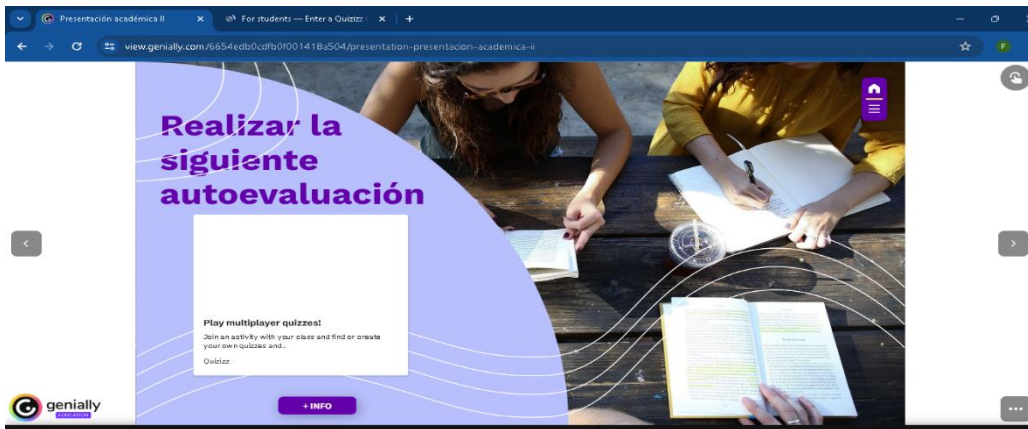 Presentación académica II
For students — Enter a Quizizz
view.genially.com/6654edb0cdfb0f001418a504/presentation-presentacion-academica-ii
F
Realizar la
siguiente
autoevaluación
Play multiplayer quizzes!
Join an activity with your class and find or create
your own quizzes and..
Quizizz
+ INFO
genially
EDUCATION